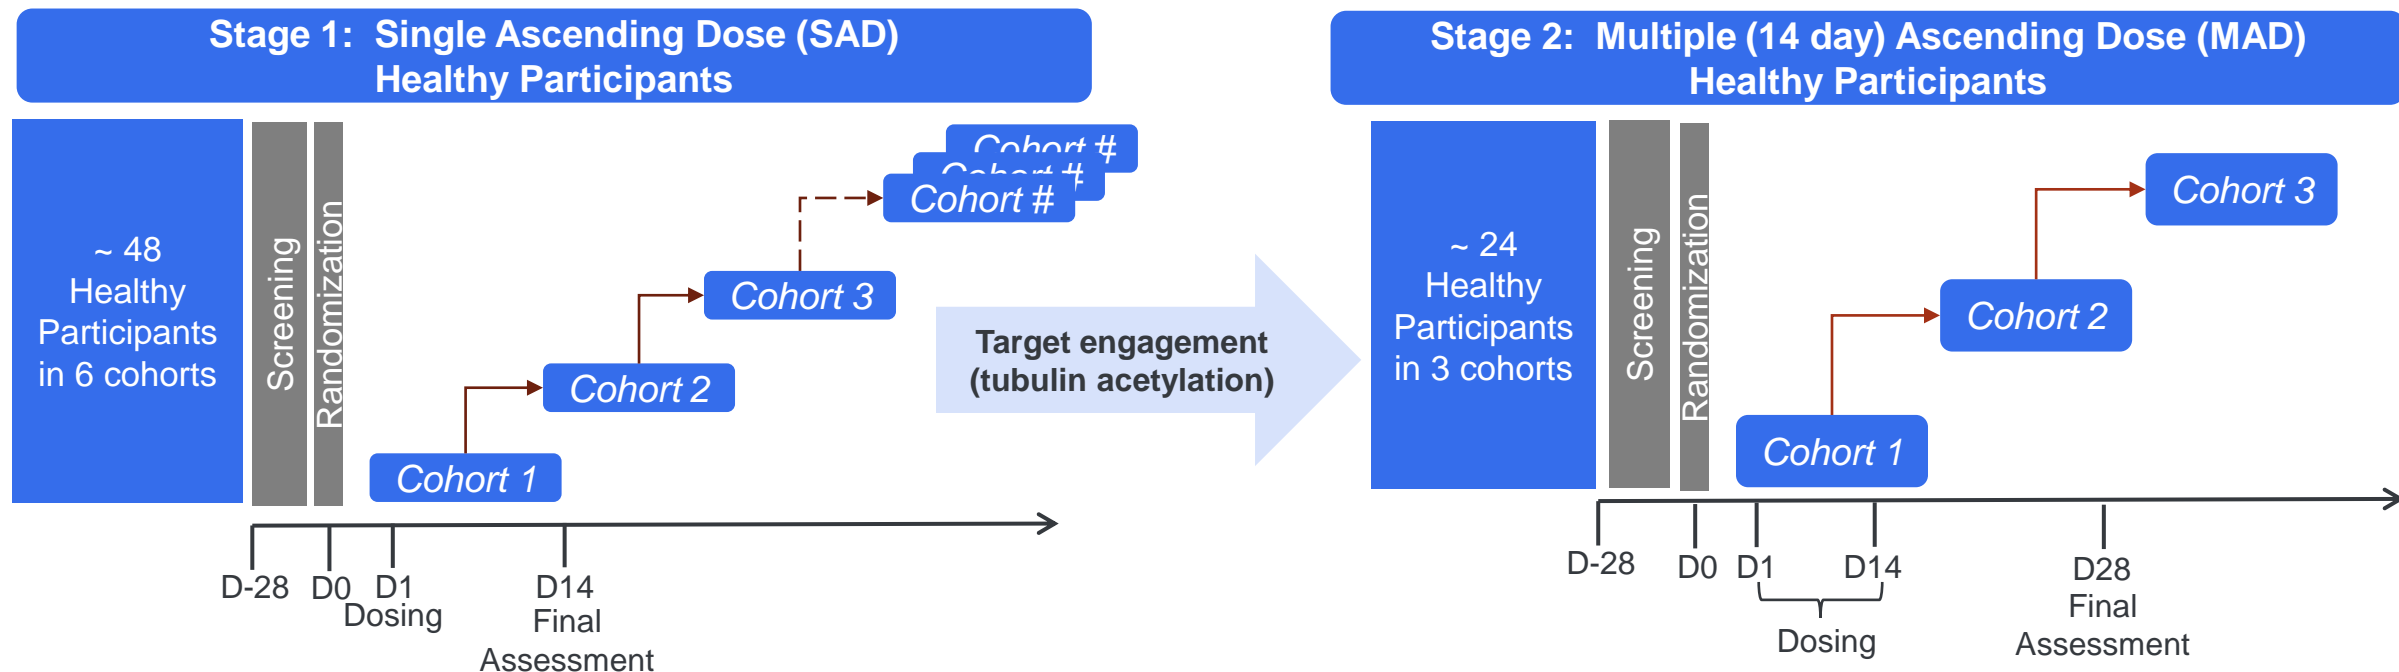 Stage 1:  Single Ascending Dose (SAD)
Healthy Participants
~ 48
Healthy
Participants
in 6 cohorts
Screening
Randomization
Cohort 1
Cohort 2
Cohort 3
Cohort #
Cohort #
Cohort #
D-28
D0
D1
Dosing
D14
Final
Assessment
Target engagement
(tubulin acetylation)
Stage 2:  Multiple (14 day) Ascending Dose (MAD)
Healthy Participants
~ 24
Healthy
Participants
in 3 cohorts
Screening
Randomization
Cohort 1
Cohort 2
Cohort 3
D-28
D0
D1
D14
Dosing
D28
Final
Assessment